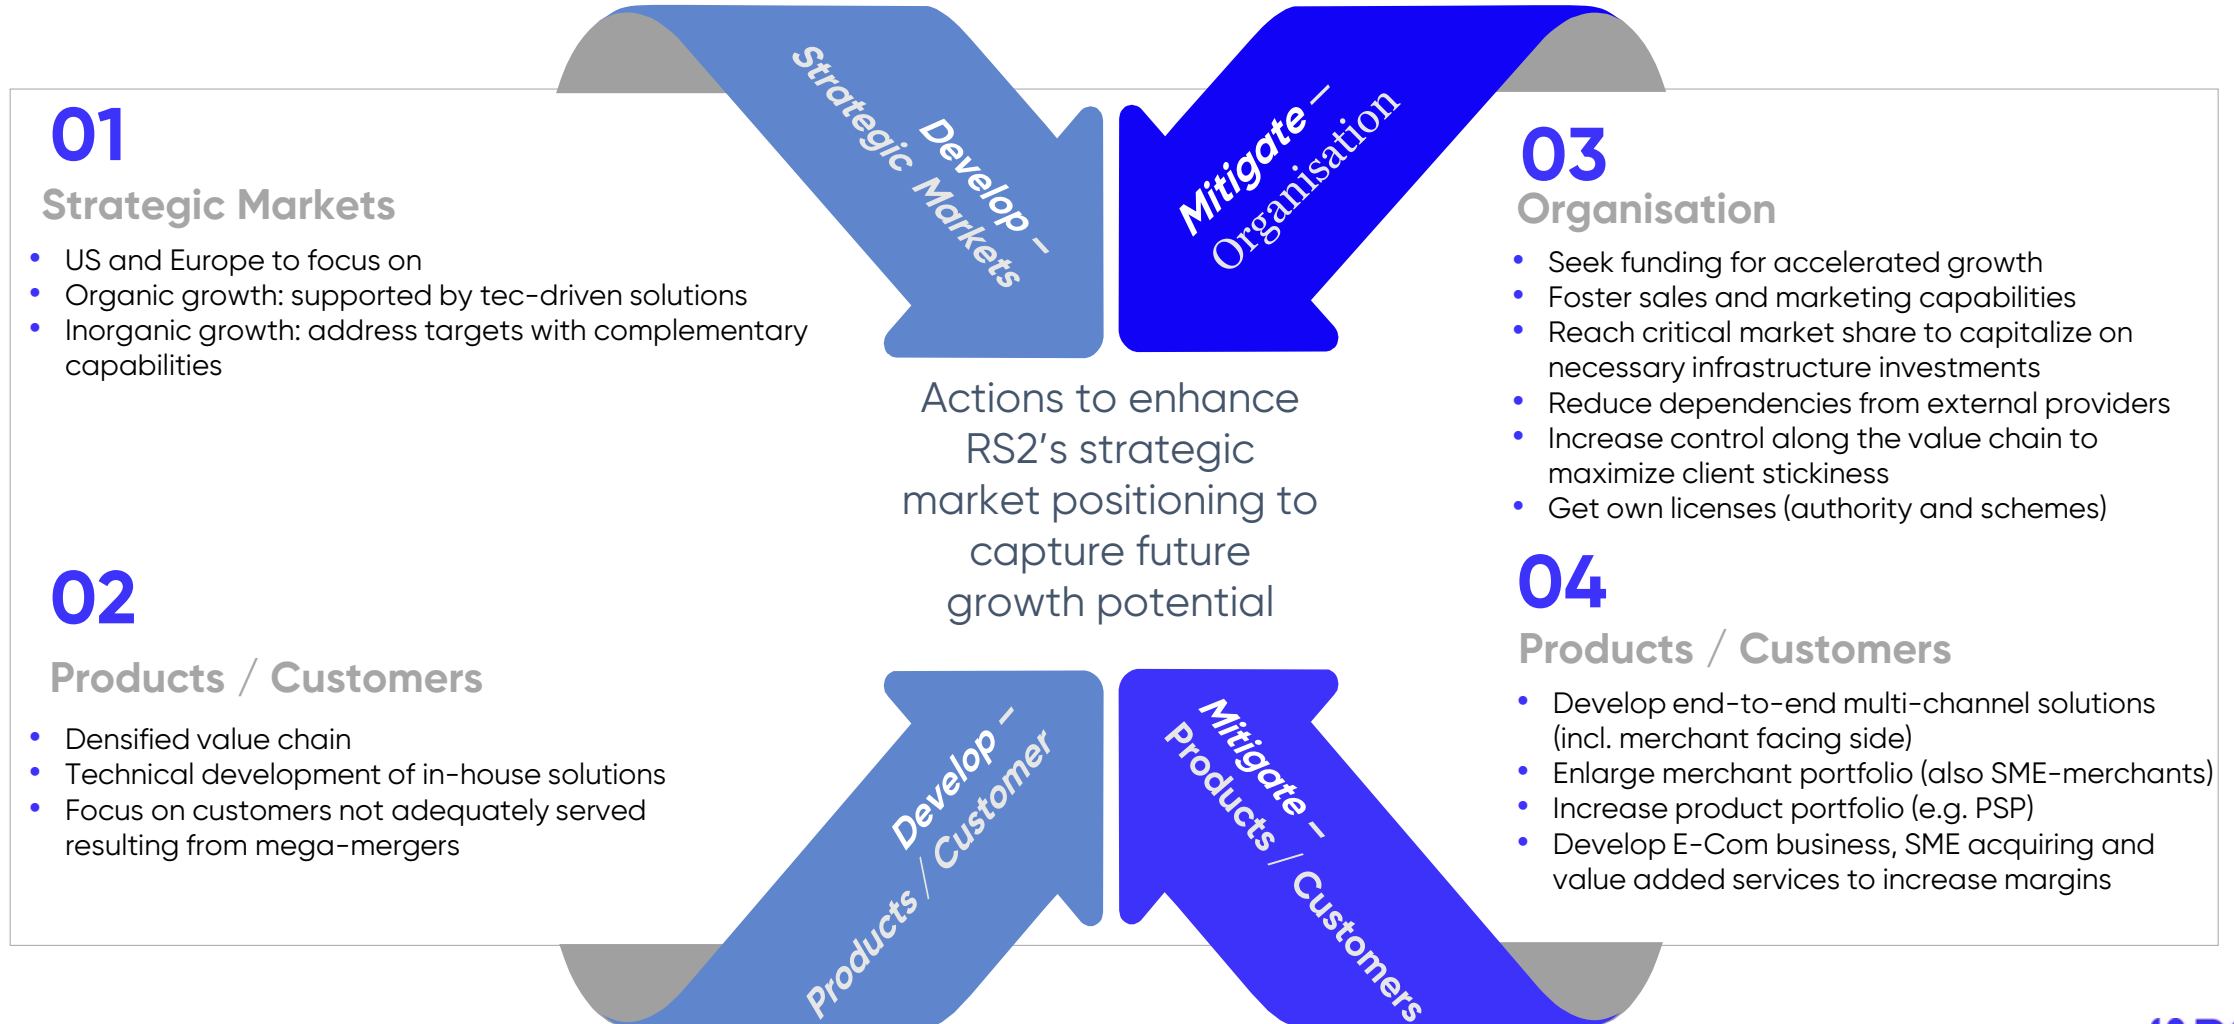 Develop –
Strategic Markets
Mitigate –
Organisation
01
Strategic Markets
• US and Europe to focus on
• Organic growth: supported by tec-driven solutions
• Inorganic growth: address targets with complementary
capabilities
02
Products / Customers
• Densified value chain
• Technical development of in-house solutions
• Focus on customers not adequately served
resulting from mega-mergers
Actions to enhance
RS2’s strategic
market positioning to
capture future
growth potential
03
Organisation
• Seek funding for accelerated growth
• Foster sales and marketing capabilities
• Reach critical market share to capitalize on
necessary infrastructure investments
• Reduce dependencies from external providers
• Increase control along the value chain to
maximize client stickiness
• Get own licenses (authority and schemes)
04
Products / Customers
• Develop end-to-end multi-channel solutions
(incl. merchant facing side)
• Enlarge merchant portfolio (also SME-merchants)
• Increase product portfolio (e.g. PSP)
• Develop E-Com business, SME acquiring and
value added services to increase margins
Develop –
Products / Customer
Mitigate –
Products / Customers